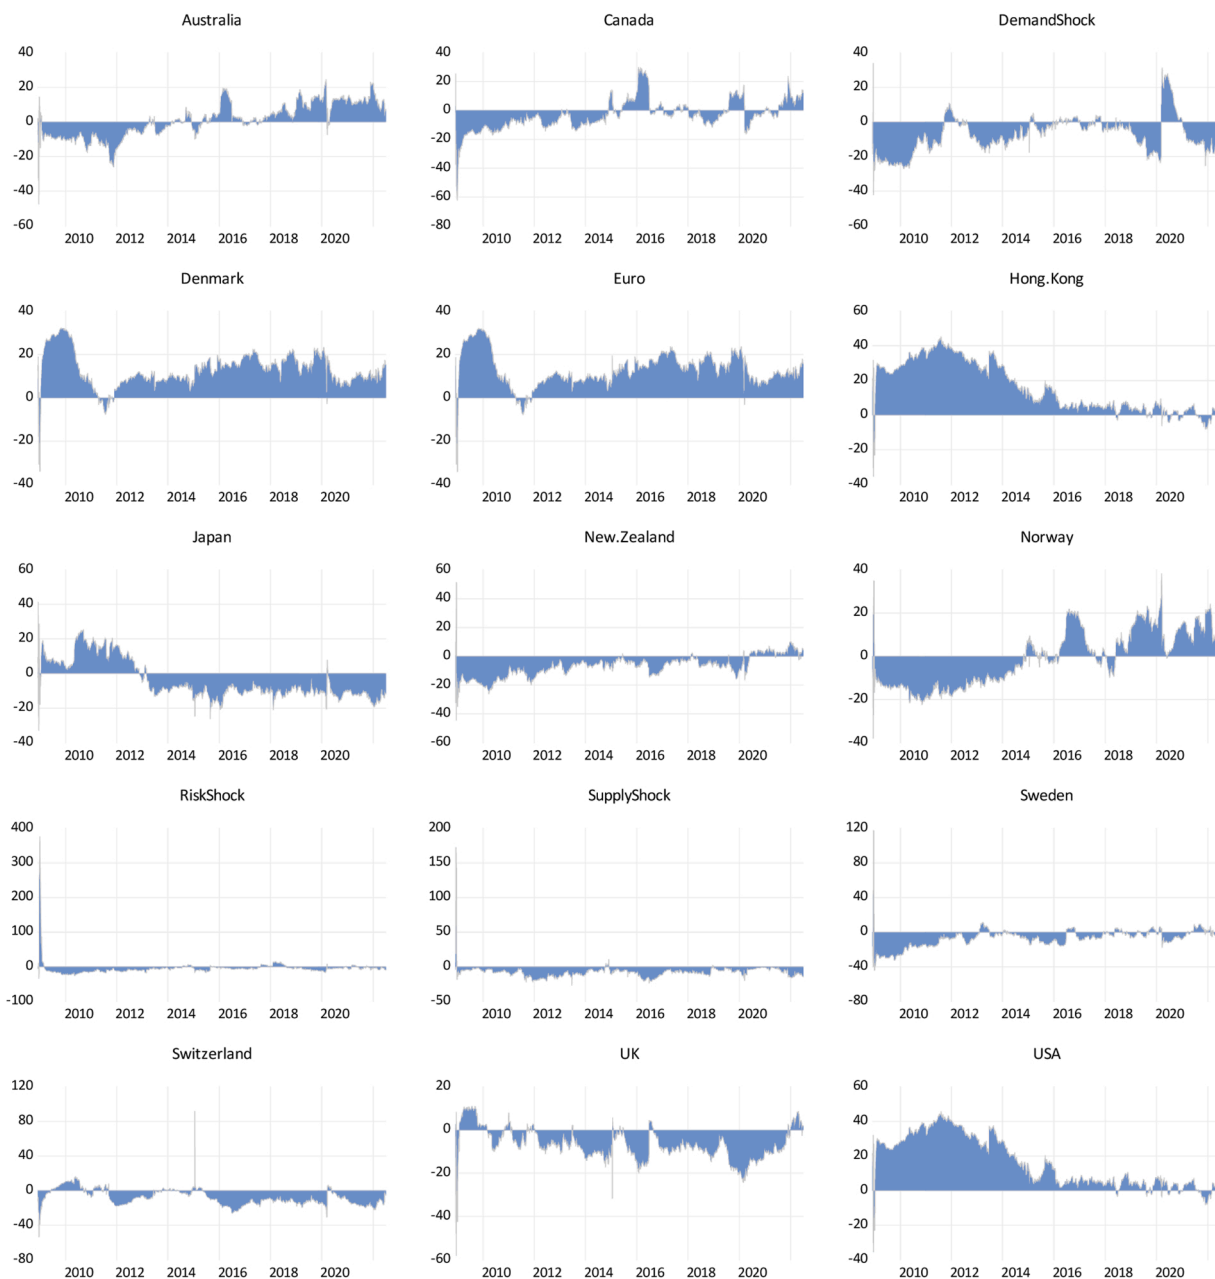 Australia Canada DemandShock
40 40 40
20 20 20
0 0 0
-20 -20 -20
-40 -40 -40
-60 -60 -60
-80
2010 2012 2014 2016 2018 2020 2010 2012 2014 2016 2018 2020 2010 2012 2014 2016 2018 2020
Denmark Euro Hong.Kong
40 40 60
20 20 40
0 0 20
-20 -20 0
-40 -40 -20
-40
2010 2012 2014 2016 2018 2020 2010 2012 2014 2016 2018 2020 2010 2012 2014 2016 2018 2020
Japan New.Zealand Norway
60 60 40
40 40 20
20 20 0
0 0 -20
-20 -20 -40
-40 -40
-60
2010 2012 2014 2016 2018 2020 2010 2012 2014 2016 2018 2020 2010 2012 2014 2016 2018 2020
RiskShock SupplyShock Sweden
400 200 120
300 150 80
200 100 40
100 50 0
0 0 -40
-100 -50 -80
2010 2012 2014 2016 2018 2020 2010 2012 2014 2016 2018 2020 2010 2012 2014 2016 2018 2020
Switzerland UK USA
120 20 60
80 0 40
40 -20 20
0 -40 0
-40 -60 -20
-80 -40
2010 2012 2014 2016 2018 2020 2010 2012 2014 2016 2018 2020 2010 2012 2014 2016 2018 2020